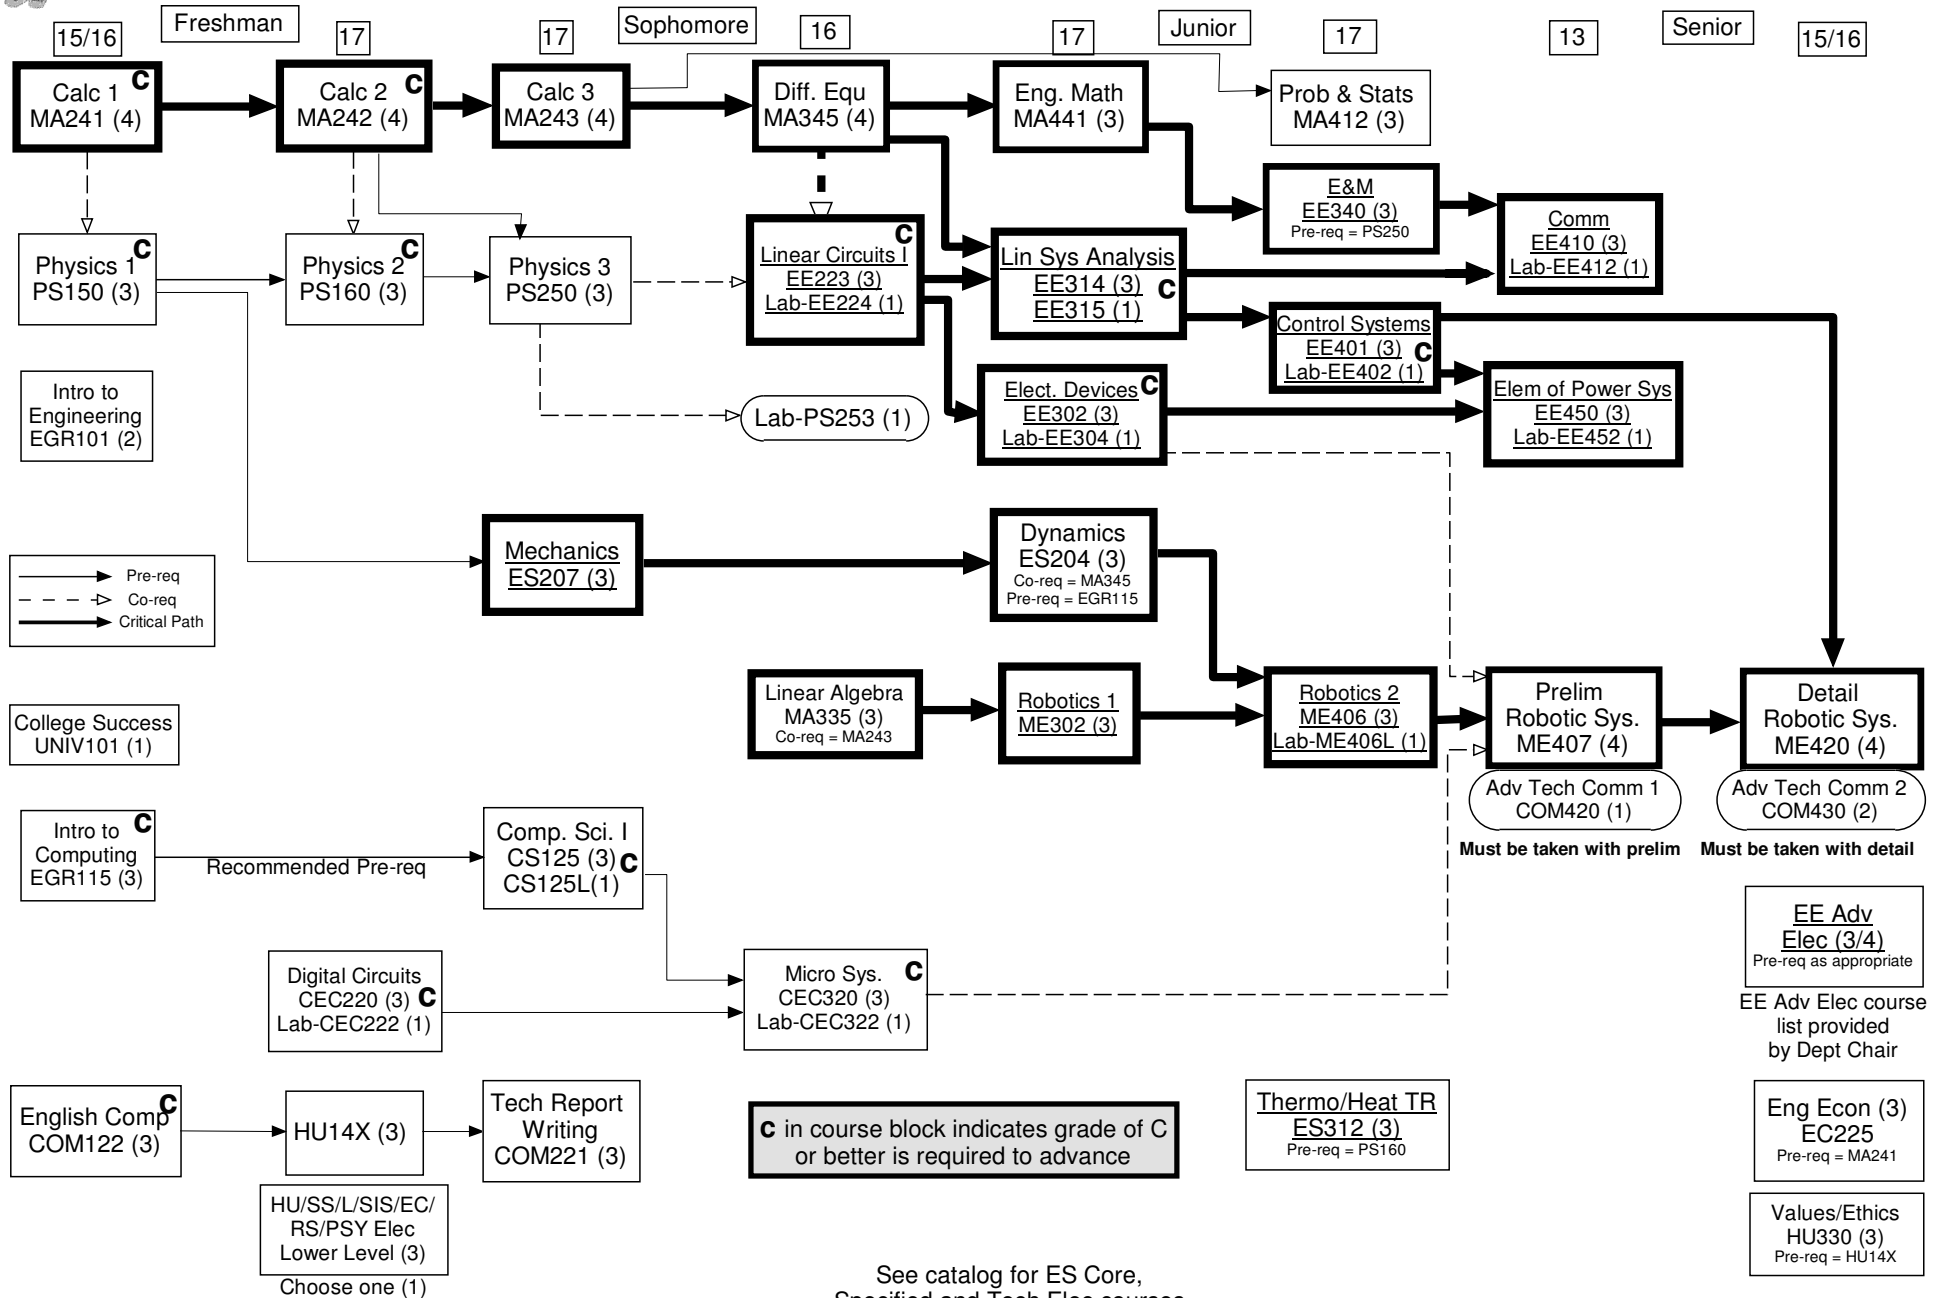 Freshman
Sophomore
Junior
Senior
15/16
17
17
16
17
17
13
15/16
Calc 1
MA241 (4)
C
Calc 2
MA242 (4)
C
Calc 3
MA243 (4)
Diff. Equ
MA345 (4)
Eng. Math
MA441 (3)
Prob & Stats
MA412 (3)
E&M
EE340 (3)
Pre-req = PS250
Comm
EE410 (3)
Lab-EE412 (1)
Physics 1
PS150 (3)
C
Physics 2
PS160 (3)
C
Physics 3
PS250 (3)
Linear Circuits I
EE223 (3)
Lab-EE224 (1)
C
Lin Sys Analysis
EE314 (3)
EE315 (1)
C
Control Systems
EE401 (3)
Lab-EE402 (1)
C
Intro to
Engineering
EGR101 (2)
Lab-PS253 (1)
Elect. Devices
EE302 (3)
Lab-EE304 (1)
C
Elem of Power Sys
EE450 (3)
Lab-EE452 (1)
Pre-req
Co-req
Critical Path
Mechanics
ES207 (3)
Dynamics
ES204 (3)
Co-req = MA345
Pre-req = EGR115
College Success
UNIV101 (1)
Linear Algebra
MA335 (3)
Co-req = MA243
Robotics 1
ME302 (3)
Robotics 2
ME406 (3)
Lab-ME406L (1)
Prelim
Robotic Sys.
ME407 (4)
Detail
Robotic Sys.
ME420 (4)
Adv Tech Comm 1
COM420 (1)
Must be taken with prelim
Adv Tech Comm 2
COM430 (2)
Must be taken with detail
Intro to
Computing
EGR115 (3)
C
Recommended Pre-req
Comp. Sci. I
CS125 (3)
CS125L(1)
C
EE Adv
Elec (3/4)
Pre-req as appropriate
EE Adv Elec course
list provided
by Dept Chair
Digital Circuits
CEC220 (3)
Lab-CEC222 (1)
C
Micro Sys.
CEC320 (3)
Lab-CEC322 (1)
C
English Comp
COM122 (3)
C
HU14X (3)
Tech Report
Writing
COM221 (3)
C in course block indicates grade of C
or better is required to advance
Thermo/Heat TR
ES312 (3)
Pre-req = PS160
Eng Econ (3)
EC225
Pre-req = MA241
HU/SS/L/SIS/EC/
RS/PSY Elec
Lower Level (3)
Choose one (1)
Values/Ethics
HU330 (3)
Pre-req = HU14X
See catalog for ES Core,
Specified and Tech Elec courses